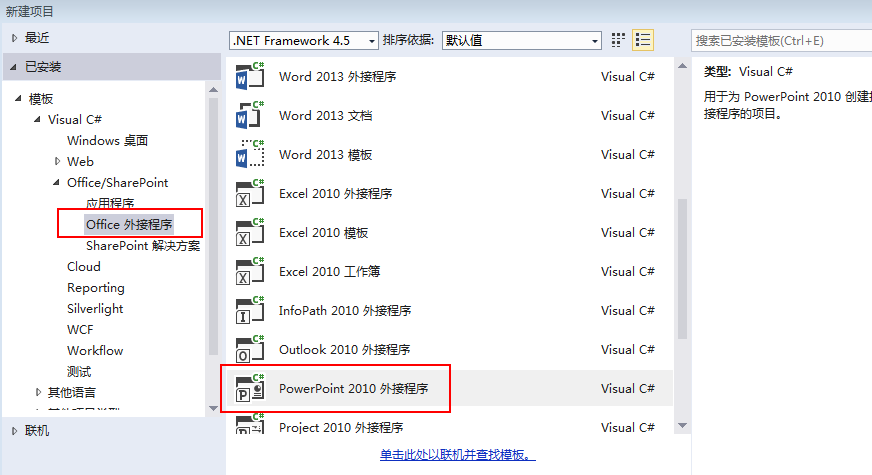 新建项目
最近
.NET Framework 4.5 排序依据: 默认值
搜索已安装模板(Ctrl+E)
已安装
模板
Visual C#
Windows 桌面
Web
Office/SharePoint
应用程序
Office 外接程序
SharePoint 解决方案
Cloud
Reporting
Silverlight
WCF
Workflow
测试
其他语言
其他项目类型
联机
Word 2013 外接程序 Visual C#
Word 2013 文档 Visual C#
Word 2013 模板 Visual C#
Excel 2010 外接程序 Visual C#
Excel 2010 模板 Visual C#
Excel 2010 工作簿 Visual C#
InfoPath 2010 外接程序 Visual C#
Outlook 2010 外接程序 Visual C#
PowerPoint 2010 外接程序 Visual C#
Project 2010 外接程序 Visual C#
单击此处以联机并查找模板。
类型: Visual C#
用于为 PowerPoint 2010 创建
接程序的项目。